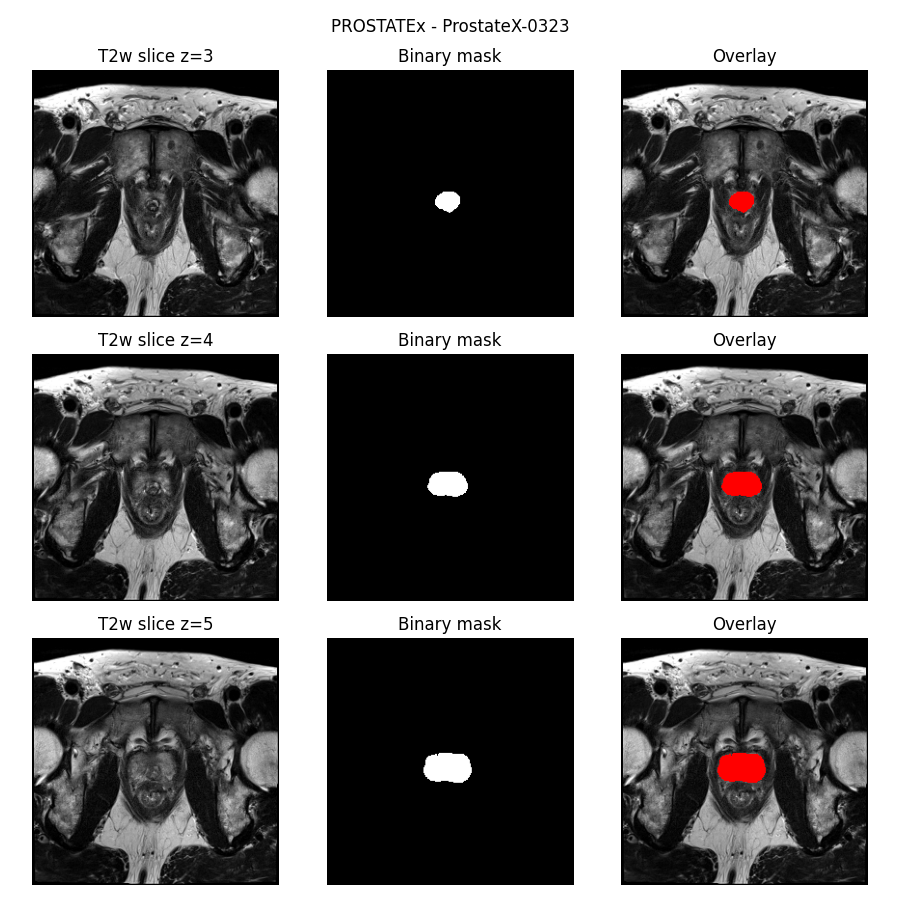 PROSTATEx - ProstateX-0323
T2w slice z=3 Binary mask Overlay
T2w slice z=4 Binary mask Overlay
T2w slice z=5 Binary mask Overlay